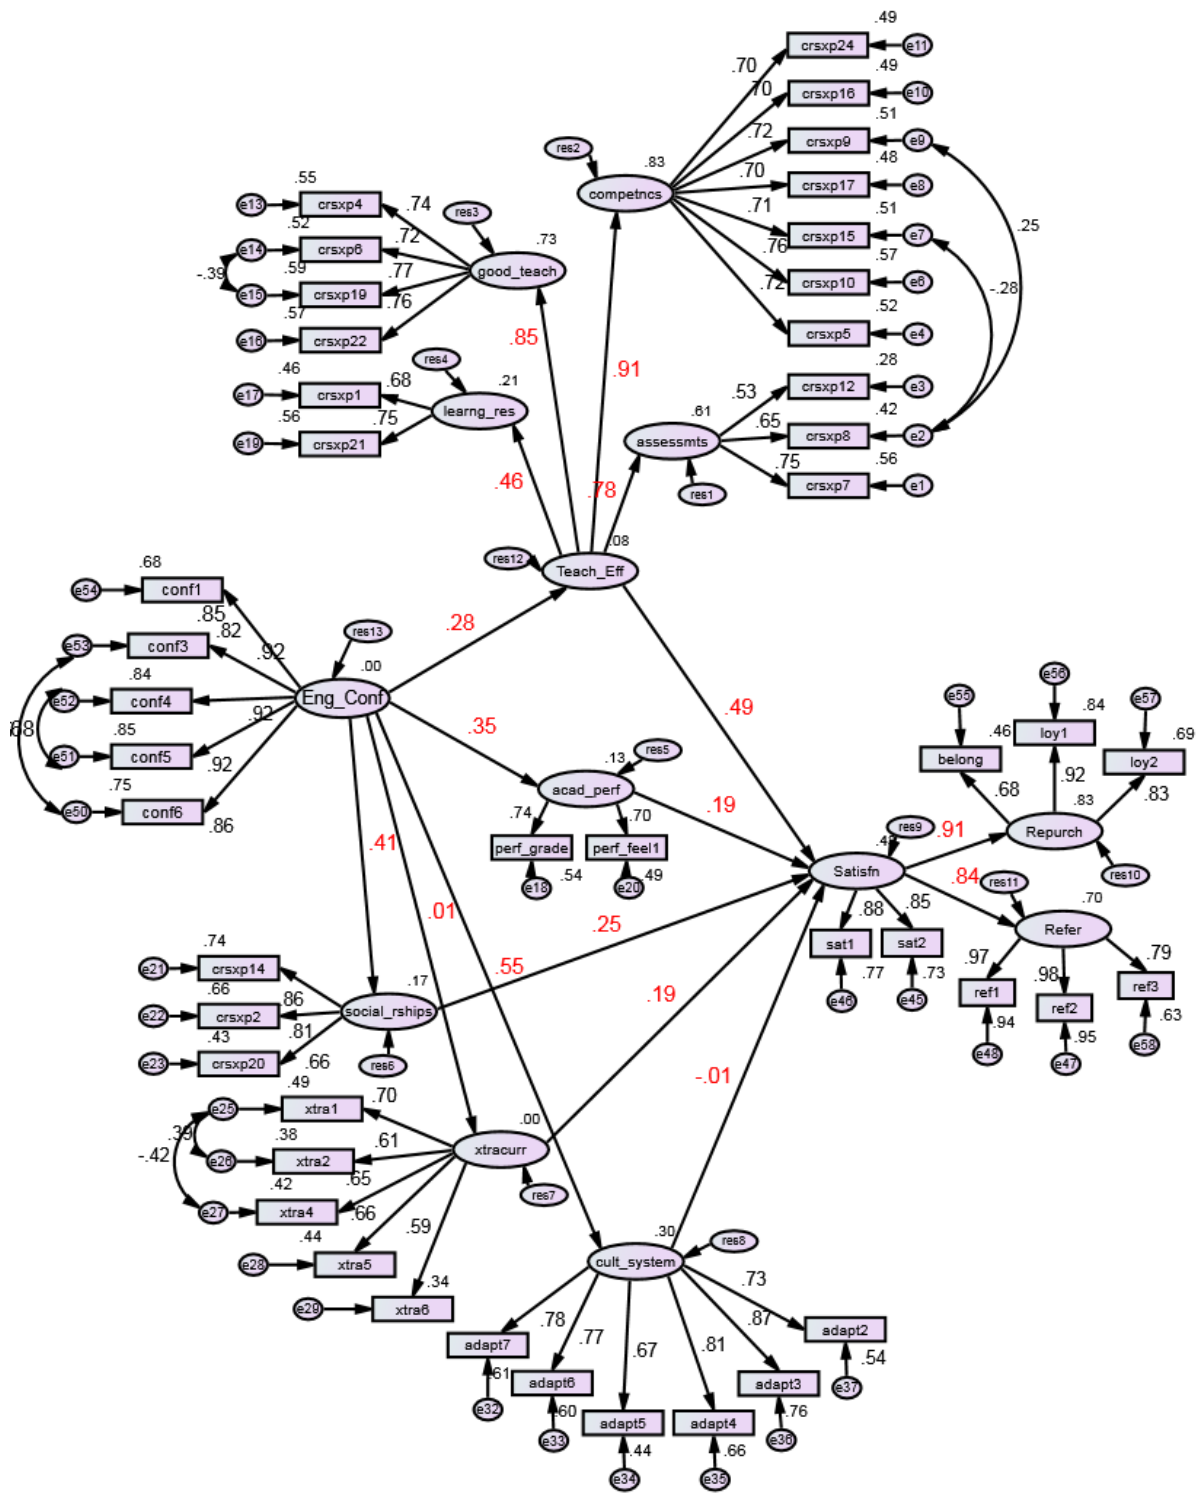 .49
crsxp24
e11
.70
.49
crsxp16
e10
.70
.51
crsxp9
e9
.72
.48
res2
.83
competncs
crsxp17
e8
.70
.51
crsxp15
e7
.71
.57
crsxp10
e6
.76
.52
crsxp5
e4
.72
.25
-.28
.55
e13
crsxp4
.74
.52
e14
crsxp6
.72
-.39
.59
e15
crsxp19
.77
.57
e16
crsxp22
.76
res3
.73
good_teach
.85
.91
.46
e17
crsxp1
.68
.56
e19
crsxp21
.75
res4
.21
learng_res
.46
.28
crsxp12
e3
.53
.42
crsxp8
e2
.65
.56
crsxp7
e1
.75
.61
assessmts
res1
.78
.08
res12
Teach_Eff
.68
e54
conf1
.85
e53
conf3
.82
.84
e52
conf4
.92
.85
e51
conf5
.92
.75
e50
conf6
.92
.86
.68
res13
.00
Eng_Conf
.28
.35
.49
.13
res5
acad_perf
.19
.74
.70
perf_grade
perf_feel1
e18
.54
e20
.49
.41
.01
.55
.25
.19
-.01
e55
e56
e57
.46
loy1
.84
.69
belong
loy2
.68
.92
.83
.83
Repurch
res10
res9
.91
Satisfn
.84
res11
.70
Refer
.88
.85
sat1
sat2
e46
.77
e45
.73
.97
.98
.79
ref1
ref2
ref3
e48
.94
e47
.95
e58
.63
.74
e21
crsxp14
.66
.86
e22
crsxp2
.81
.43
e23
crsxp20
.66
.17
social_rships
res6
.49
e25
xtra1
.70
.39
-.42
.38
e26
xtra2
.61
.42
e27
xtra4
.65
.44
e28
xtra5
.66
.34
e29
xtra6
.59
.00
xtracurr
res7
.30
cult_system
res8
.78
.77
.67
.81
.87
.73
adapt7
adapt6
adapt5
adapt4
adapt3
adapt2
.61
e32
.60
e33
.44
e34
.66
e35
.76
e36
.54
e37